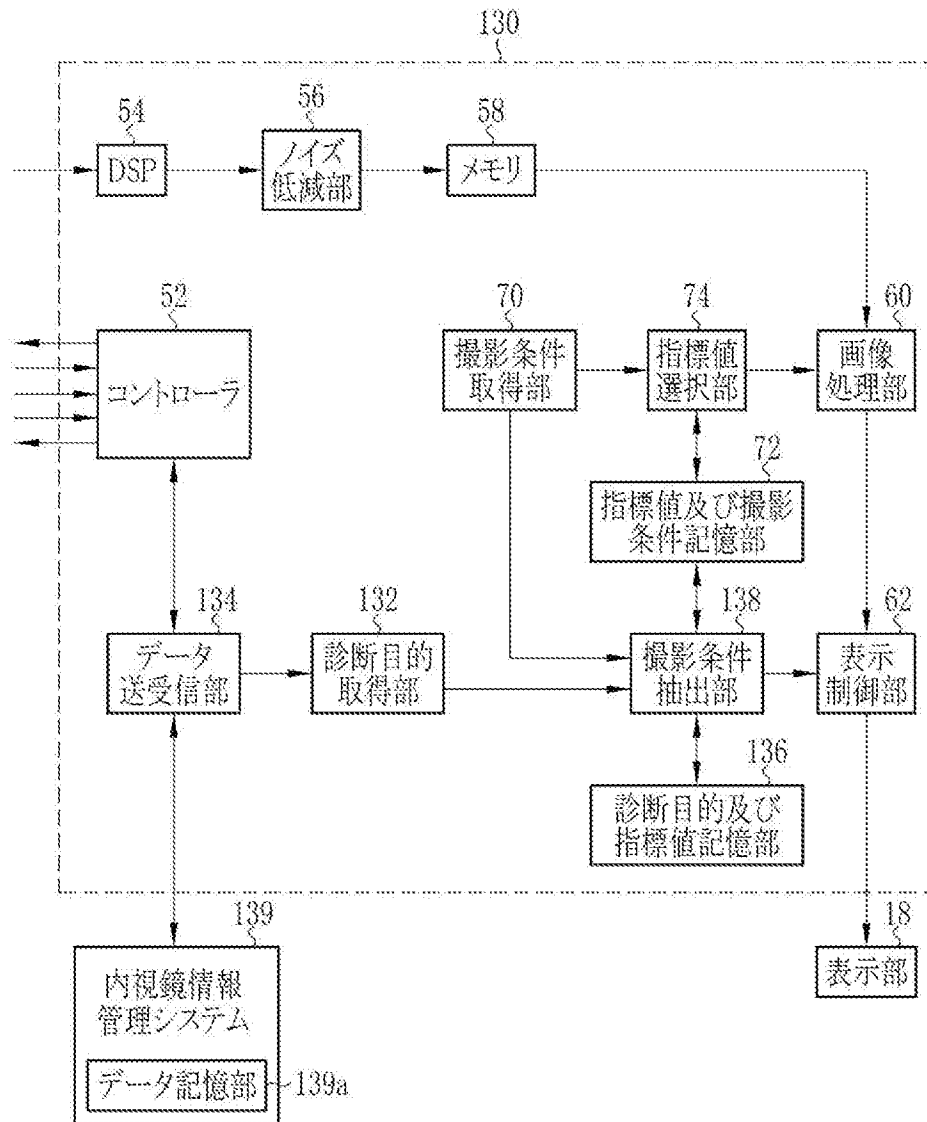 130
54
DSP
56
ノイズ
低減部
58
メモリ
52
コントローラ
70
撮影条件
取得部
74
指標値
選択部
60
画像
処理部
72
指標値及び撮影
条件記憶部
134
データ
送受信部
132
診断目的
取得部
138
撮影条件
抽出部
62
表示
制御部
136
診断目的及び
指標値記憶部
139
内視鏡情報
管理システム
データ記憶部
139a
18
表示部